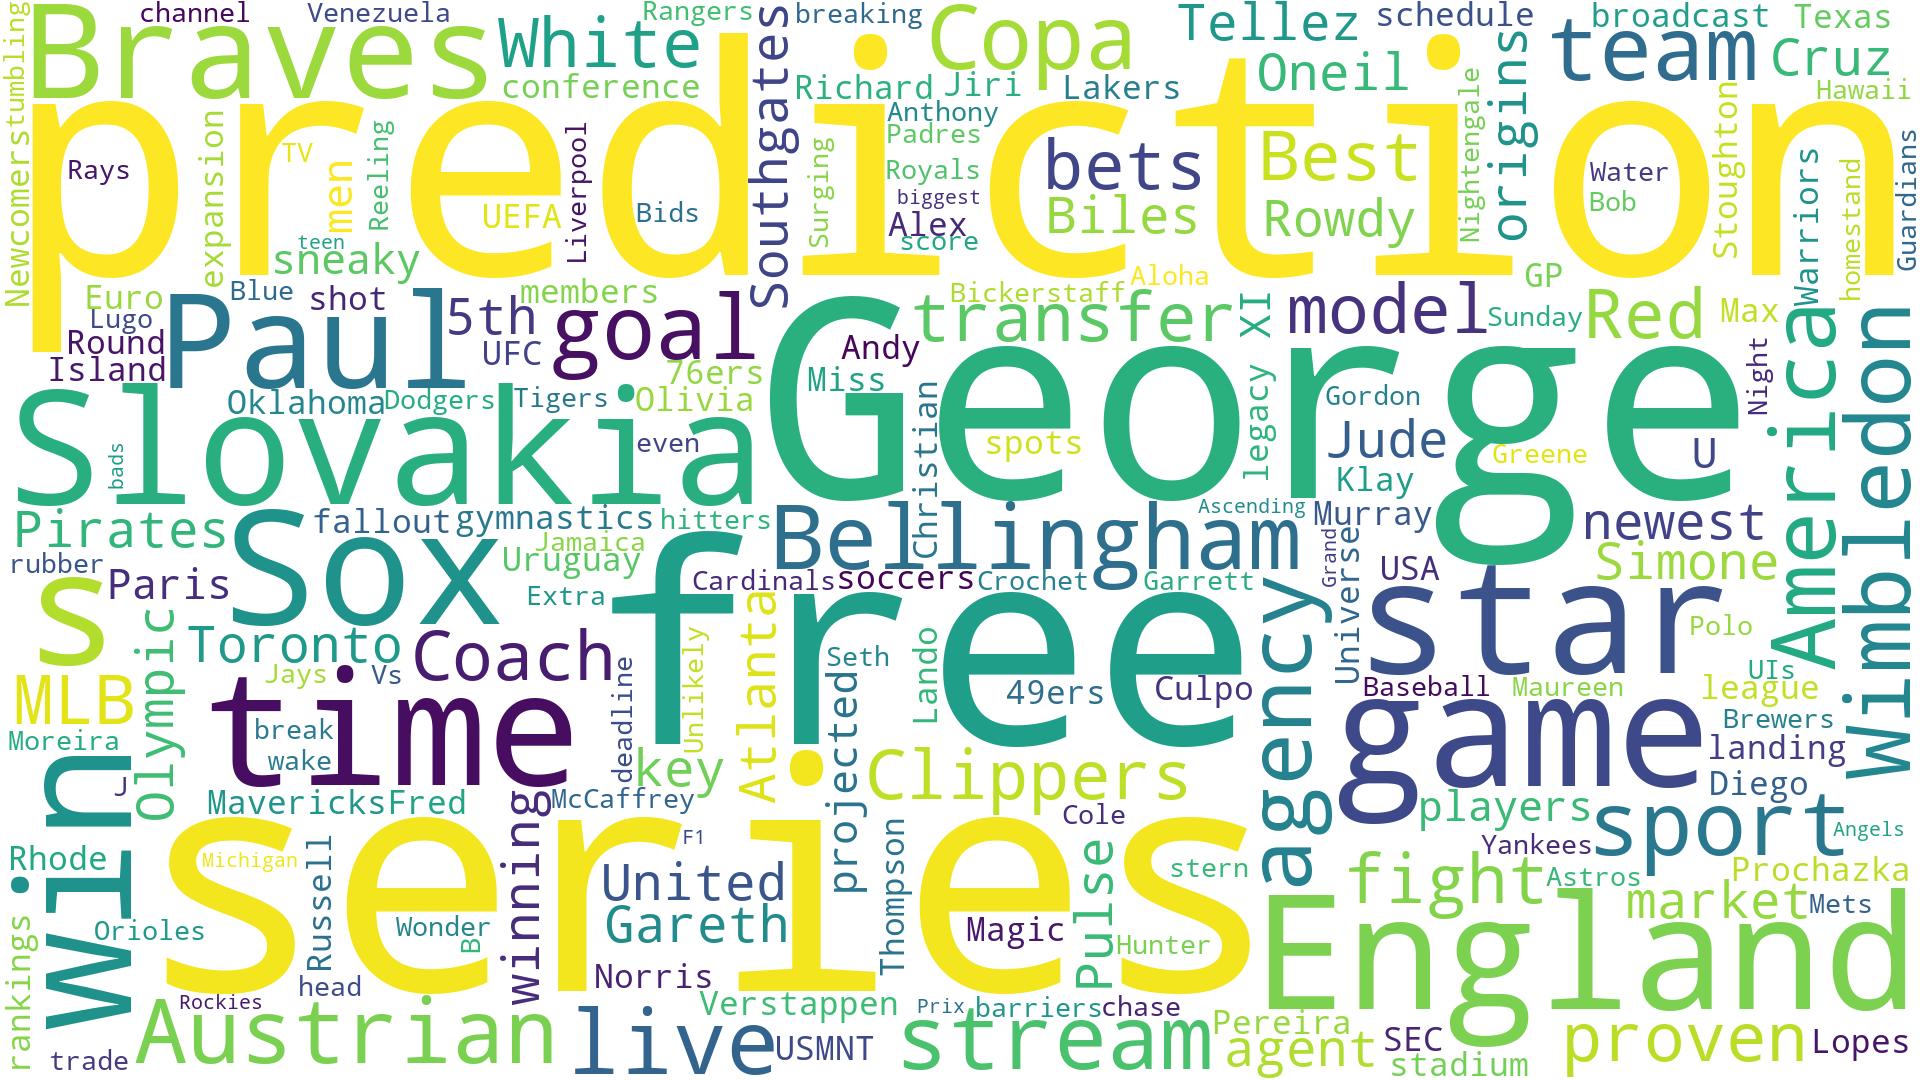 channel
Venezuela
Rangers
breaking
Copa
Tellez
schedule
broadcast
Texas
Newcomer
stumbling
Braves
White
conference
Southgates
Richard
Jiri
Lakers
Oneil
origins
team
Cruz
Hawaii
prediction
Anthony
Padres
Nightengale
Stoughton
Guardians
Rays
expansion
TV
men
Reeling
Liverpool
UEFA
Bids
Surging
Royals
biggest
Alex
score
bets
Biles
Best
Rowdy
Water
Bob
Warriors
homestand
teen
sneaky
Aloha
GP
Euro
Lugo
Round
Island
Blue
shot
Paul
5th
UFC
members
goal
Bickerstaff
transfer
XI
model
Sunday
Red
Max
America
Wimbledon
Andy
76ers
Miss
George
Night
Oklahoma
Dodgers
Tigers
Olivia
Christian
legacy
Gordon
Slovakia
bads
even
spots
Jude
Klay
Greene
U
Pirates
Sox
fallout
gymnastics
hitters
Jamaica
Uruguay
Bellingham
Ascending
Murray
newest
rubber
s
Paris
Extra
Cardinals
soccers
Crochet
Garrett
Grand
Universe
USA
Simone
free
agency
star
Polo
Olympic
Toronto
Coach
Atlanta
Unlikely
Seth
Lando
UIs
MLB
Jays
Vs
deadline
projected
49ers
Culpo
Baseball
Maureen
league
Moreira
time
break
wake
game
Brewers
landing
J
key
Clippers
Diego
win
Mavericks
Fred
McCaffrey
winning
Cole
players
sport
Angels
Rhode
Michigan
Russell
series
F1
Thompson
Pulse
stern
Yankees
Astros
Prochazka
fight
United
Gareth
market
Mets
rankings
Orioles
Wonder
Bo
Magic
Hunter
England
head
Norris
Rockies
Verstappen
Prix
barriers
chase
Pereira
trade
Austrian
live
USMNT
stream
agent
SEC
stadium
proven
Lopes